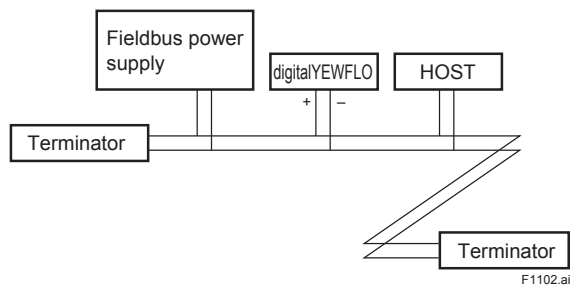 Fieldbus power
supply
digitalYEWFLO
HOST
+ –
Terminator
Terminator
F1102.ai